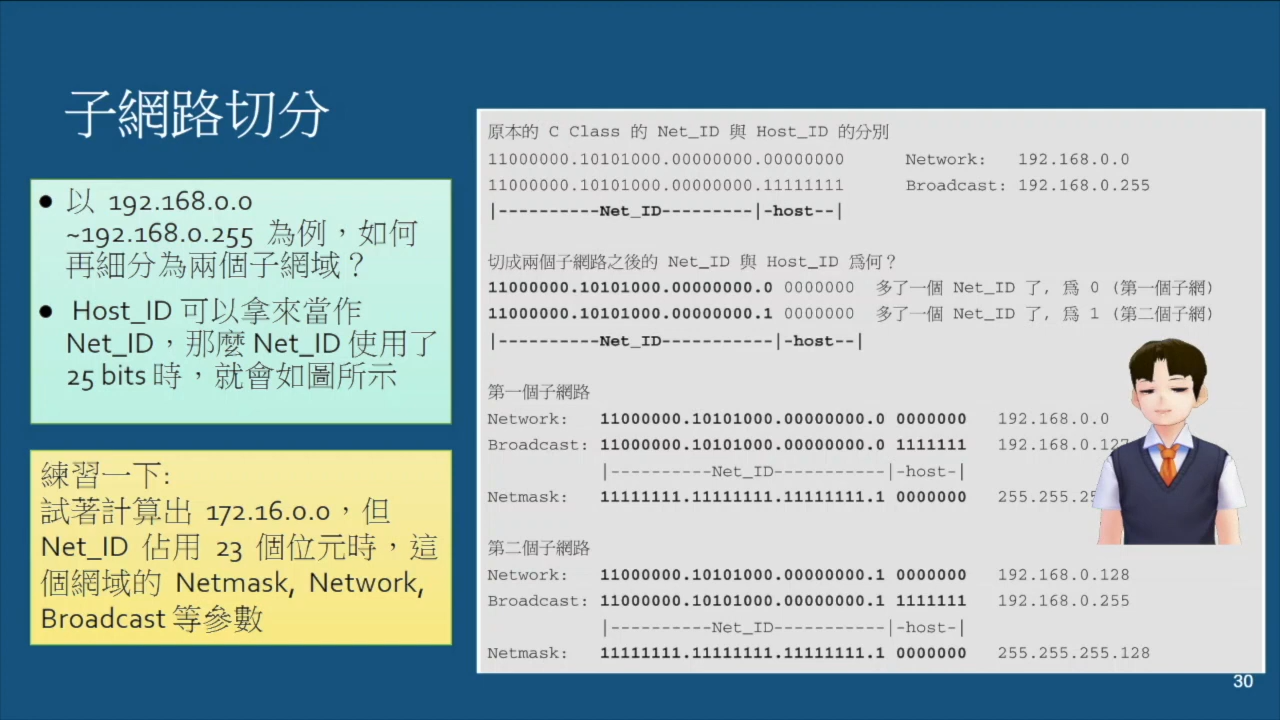 子網路切分
● 以 192.168.0.0
~192.168.0.255 為例，如何
再細分為兩個子網域？
● Host_ID 可以拿來當作
Net_ID，那麼 Net_ID 使用了
25 bits 時，就會如圖所示
練習一下:
試著計算出 172.16.0.0，但
Net_ID 佔用 23 個位元時，這
個網域的 Netmask, Network,
Broadcast 等參數
原本的 C Class 的 Net_ID 與 Host_ID 的分別
11000000.10101000.00000000.00000000 Network: 192.168.0.0
11000000.10101000.00000000.11111111 Broadcast: 192.168.0.255
|----------Net_ID---------|-host--|
切成兩個子網路之後的 Net_ID 與 Host_ID 爲何？
11000000.10101000.00000000.0 0000000 多了一個 Net_ID 了, 爲 0 (第一個子網)
11000000.10101000.00000000.1 0000000 多了一個 Net_ID 了, 爲 1 (第二個子網)
|----------Net_ID-----------|-host--|
第一個子網路
Network: 11000000.10101000.00000000.0 0000000 192.168.0.0
Broadcast: 11000000.10101000.00000000.0 1111111 192.168.0.127
|----------Net_ID-----------|-host-|
Netmask: 11111111.11111111.11111111.1 0000000 255.255.25
第二個子網路
Network: 11000000.10101000.00000000.1 0000000 192.168.0.128
Broadcast: 11000000.10101000.00000000.1 1111111 192.168.0.255
|----------Net_ID-----------|-host-|
Netmask: 11111111.11111111.11111111.1 0000000 255.255.255.128
30